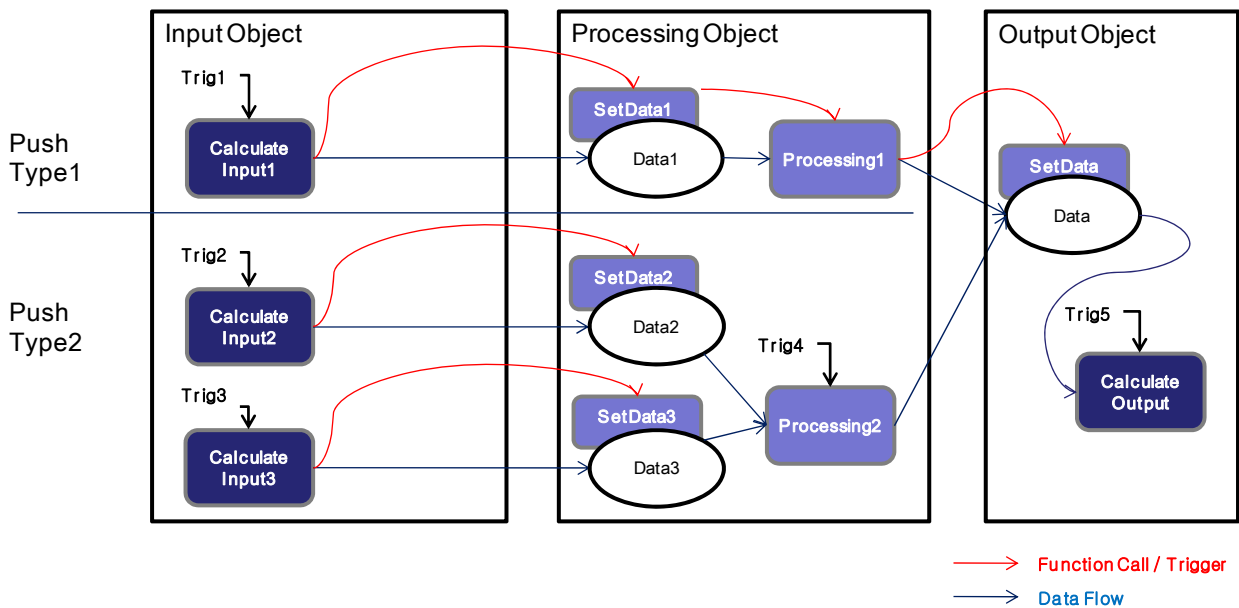 Input Object
Processing Object
Output Object
Push
Type1
Trig1
Calculate
Input1
SetData1
Data1
Processing1
SetData
Data
Push
Type2
Trig2
Calculate
Input2
SetData2
Data2
Trig4
Processing2
Trig5
Calculate
Output
Trig3
Calculate
Input3
SetData3
Data3
Function Call / Trigger
Data Flow